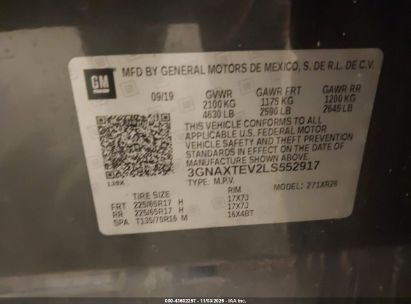 GM
MFD BY GENERAL MOTORS DE MEXICO, S. DE R.L. DE C.V.
09/19 GVWR GAWR FRT GAWR RR
2100 KG 1175 KG 1200 KG
4630 LB 2590 LB 2645 LB
THIS VEHICLE CONFORMS TO ALL APPLICABLE
U.S. FEDERAL MOTOR
VEHICLE SAFETY AND THEFT PREVENTION
STANDARDS IN EFFECT ON THE DATE OF
MANUFACTURE SHOWN ABOVE.
3GNAXTEV2LS552917
TYPE: M.P.V. MODEL: 271XR26
TIRE SIZE RIM
FRT 225/65R17 H 17X7J
RR 225/65R17 H 17X7J
SPA T135/70R16 M 16X4BT